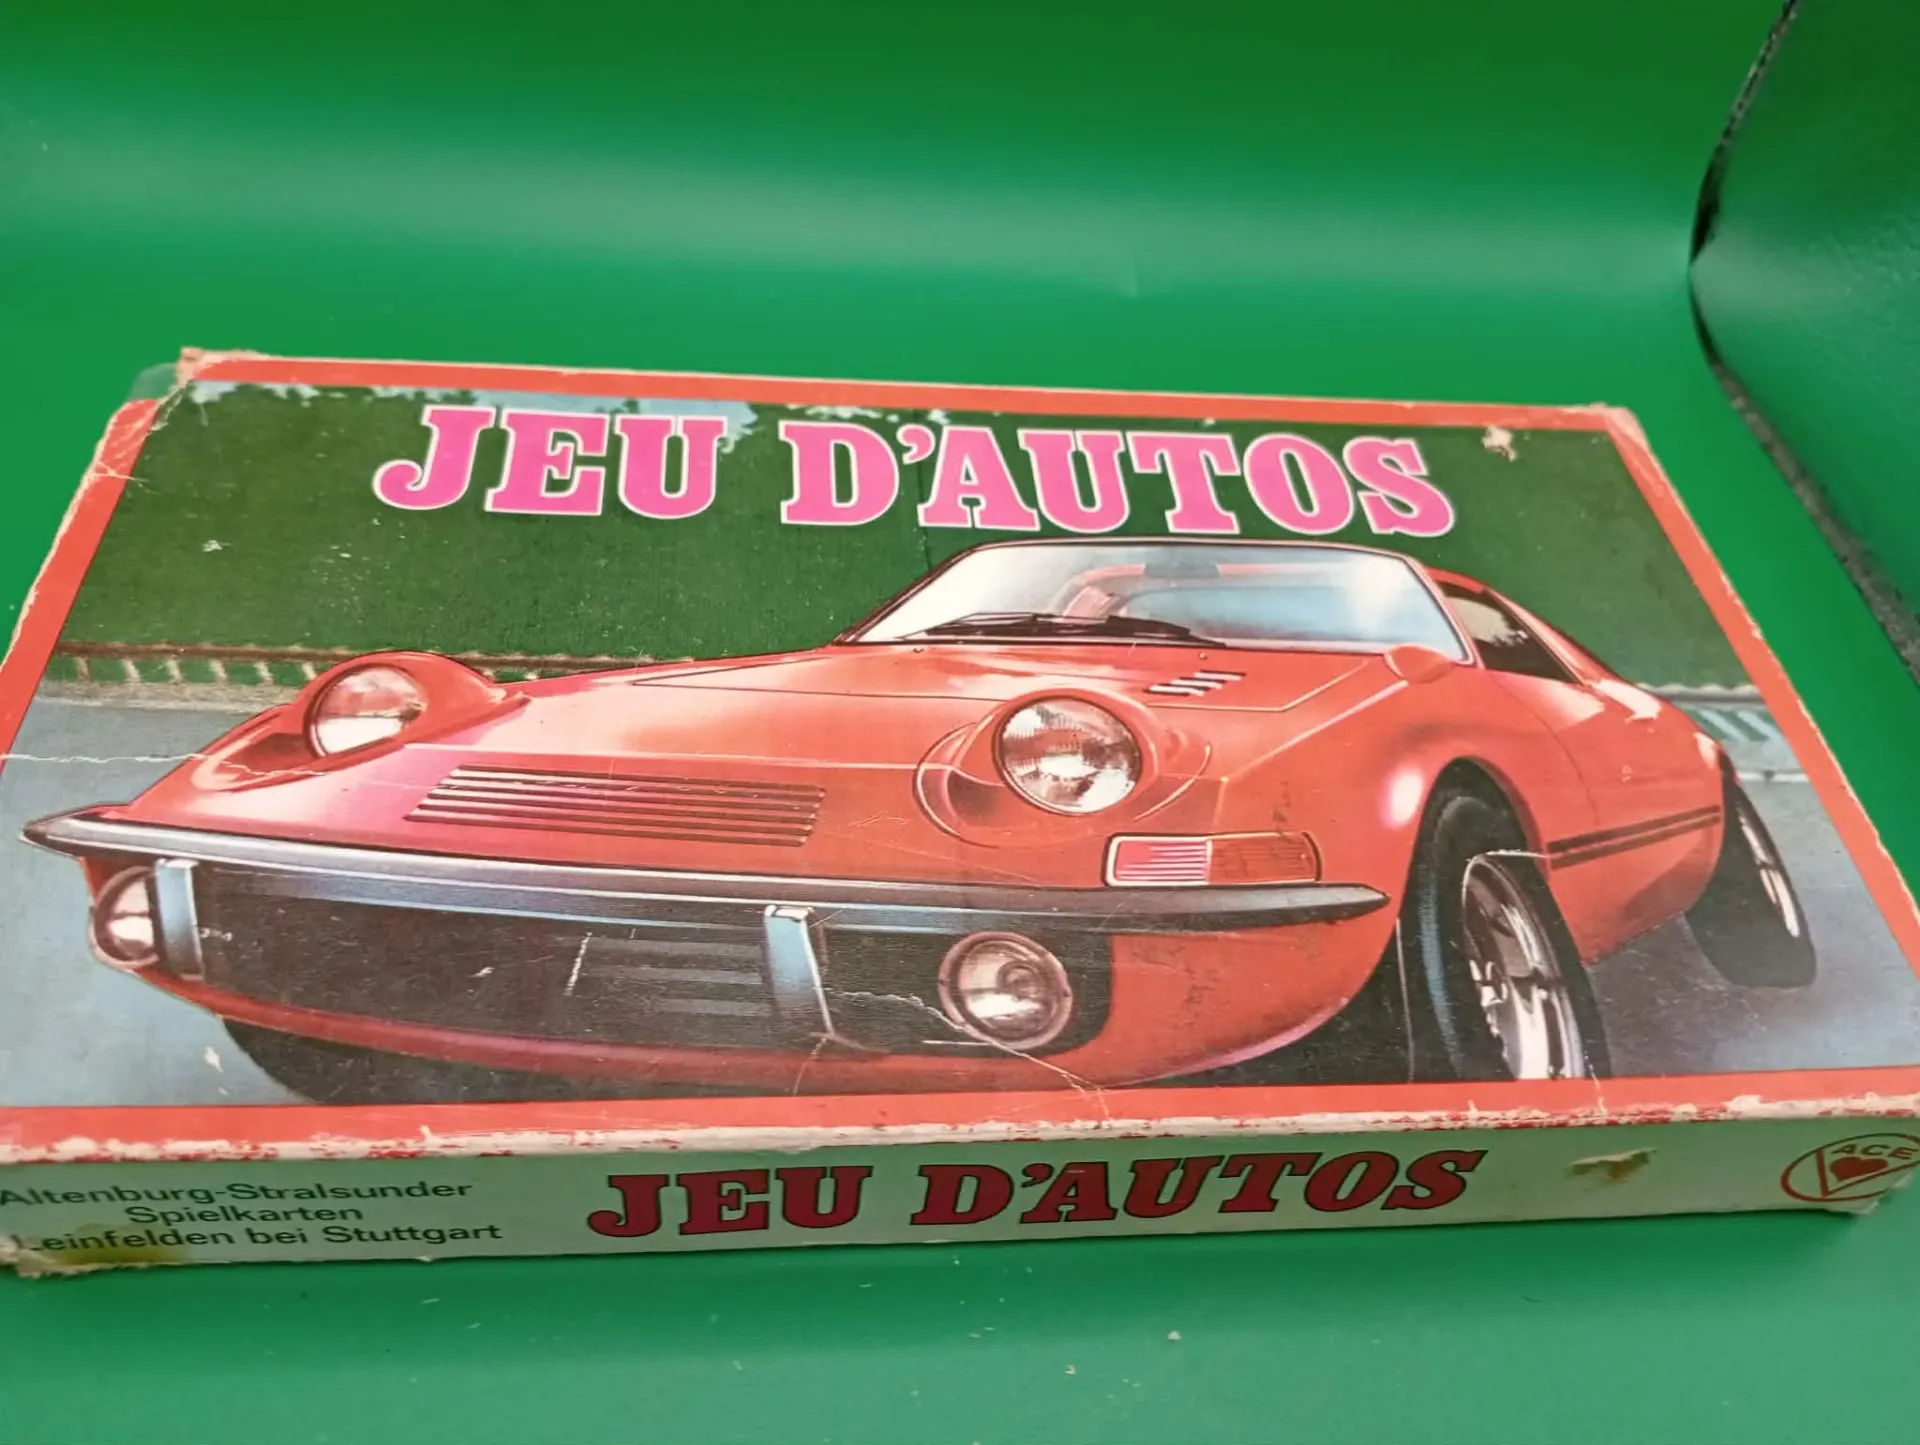 JEU D'AUTOS
Altenburg-Stralsunder
Spielkarten
Leinfelden bei Stuttgart
JEU D'AUTOS
ACE